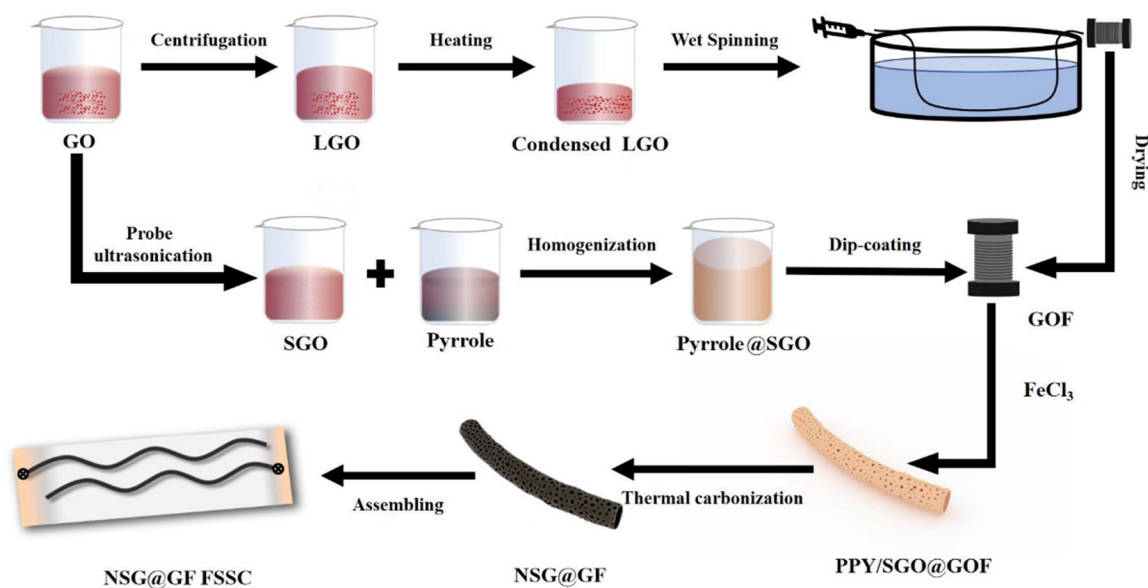 Centrifugation
Heating
Wet Spinning
GO
LGO
Condensed LGO
Drying
Probe
ultrasonication
Homogenization
Dip-coating
SGO
Pyrrole
Pyrrole@SGO
GOF
FeCl₃
Assembling
Thermal carbonization
NSG@GF FSSC
NSG@GF
PPY/SGO@GOF